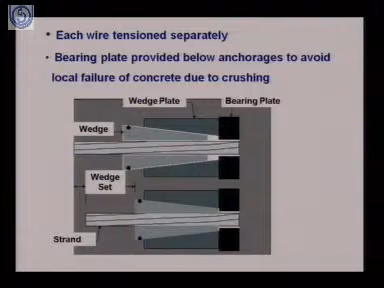 • Each wire tensioned separately
• Bearing plate provided below anchorages to avoid
local failure of concrete due to crushing
Wedge Plate
Bearing Plate
Wedge
Wedge
Set
Strand